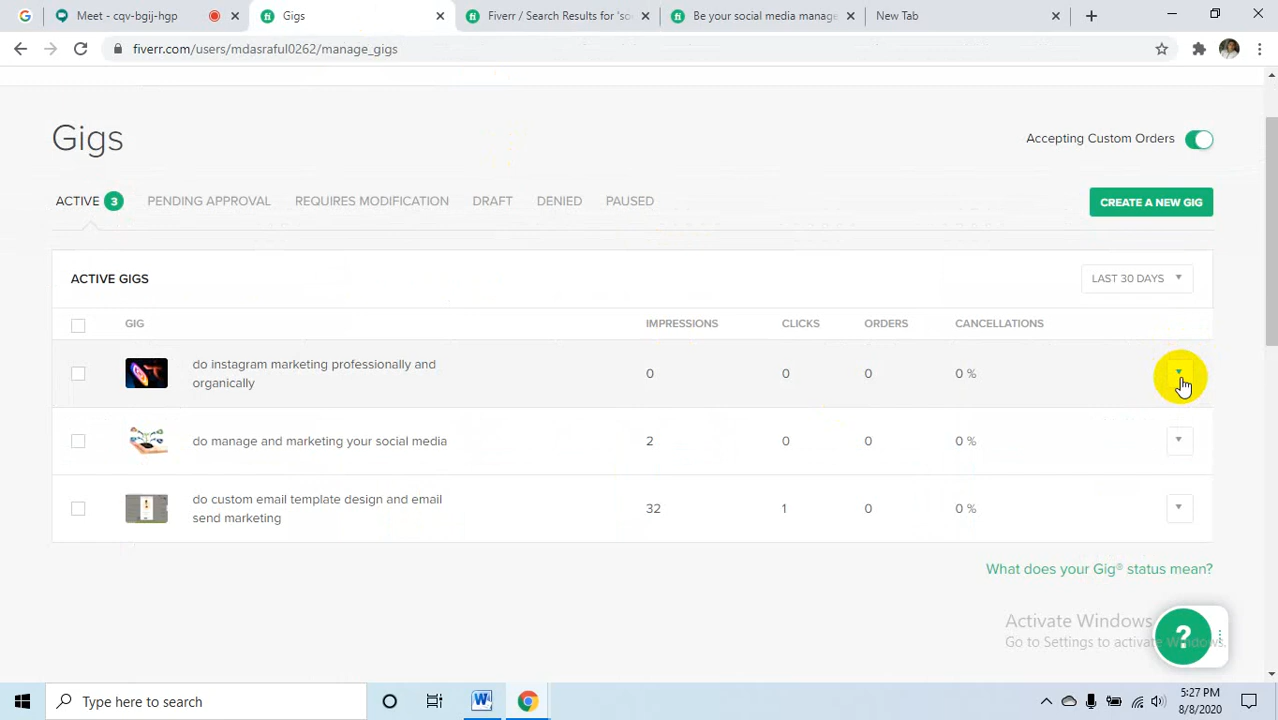 Meet - cqv-bgij-hgp
Gigs
Fiverr / Search Results for 'so
Be your social media manage
New Tab
fiverr.com/users/mdasraful0262/manage_gigs
Gigs
Accepting Custom Orders
ACTIVE 3 PENDING APPROVAL REQUIRES MODIFICATION DRAFT DENIED PAUSED
CREATE A NEW GIG
ACTIVE GIGS
LAST 30 DAYS
GIG IMPRESSIONS CLICKS ORDERS CANCELLATIONS
do instagram marketing professionally and
organically
0 0 0 0 %
do manage and marketing your social media
2 0 0 0 %
do custom email template design and email
send marketing
32 1 0 0 %
What does your Gig® status mean?
Activate Windows
Go to Settings to activate Windows.
?
Type here to search
5:27 PM
8/8/2020